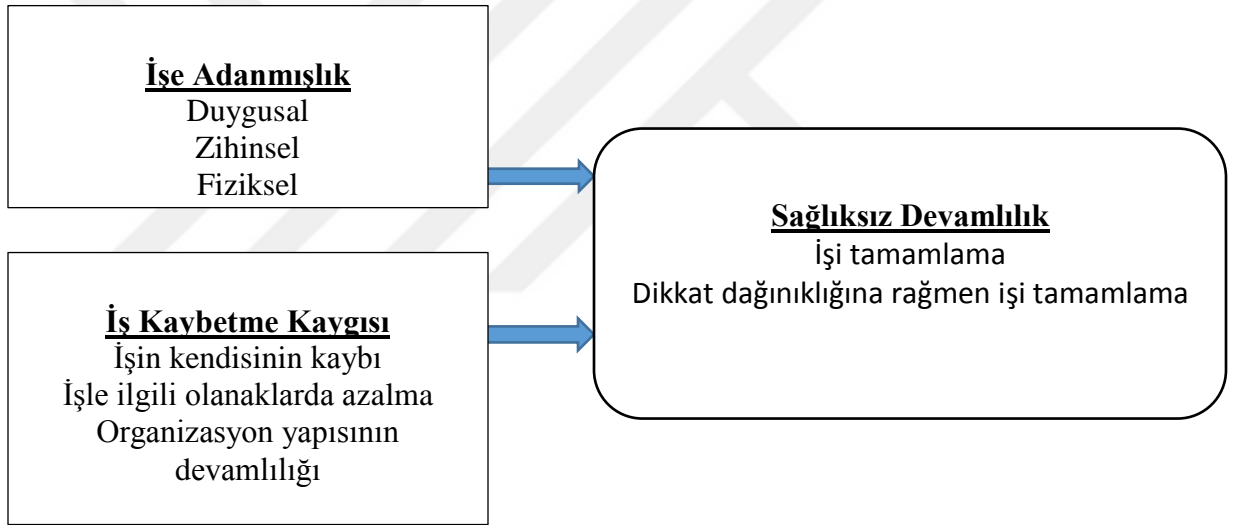 İşe Adanmışlık
Duygusal
Zihinsel
Fiziksel
İş Kaybetme Kaygısı
İşin kendisinin kaybı
İşle ilgili olanaklarda azalma
Organizasyon yapısının
devamlılığı
Sağlıksız Devamlılık
İşi tamamlama
Dikkat dağınıklığına rağmen işi tamamlama